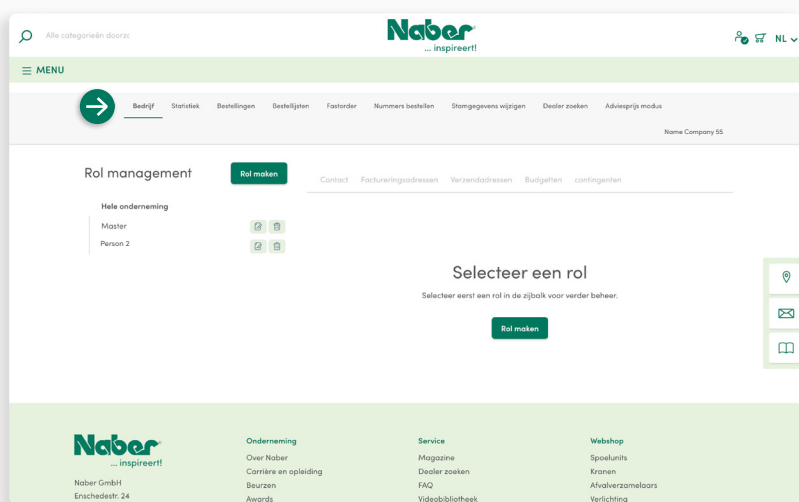 Alle categorieën doorzc
Naber
... inspireert!
NL
MENU
Bedrijf Statistiek Bestellingen Bestellijsten Fastorder Nummers bestellen Stamgegevens wijzigen Dealer zoeken Adviesprijs modus
Name Company 55
Rol management Rol maken
Contact Factureringsadressen Verzendadressen Budgetten contingenten
Hele onderneming
Master
Person 2
Selecteer een rol
Selecteer eerst een rol in de zijbalk voor verder beheer.
Rol maken
Naber
... inspireert!
Naber GmbH
Enschedestr. 24
Onderneming
Over Naber
Carrière en opleiding
Beurzen
Awards
Service
Magazine
Dealer zoeken
FAQ
Videobibliotheek
Webshop
Spoelunits
Kranen
Afvalverzamelaars
Verlichting